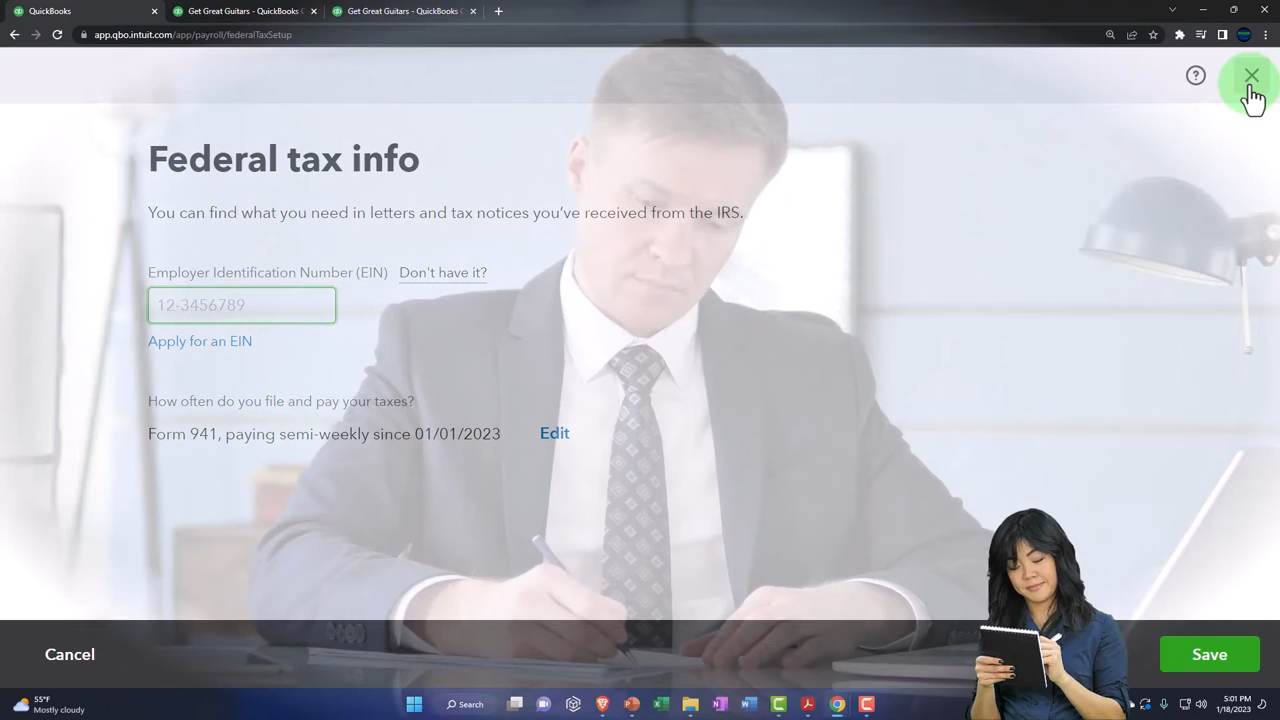 QuickBooks
Get Great Guitars - QuickBooks
Get Great Guitars - QuickBooks
app.qbo.intuit.com/app/payroll/federalTaxSetup
Federal tax info
You can find what you need in letters and tax notices you've received from the IRS.
Employer Identification Number (EIN) Don't have it?
12-3456789
Apply for an EIN
How often do you file and pay your taxes?
Form 941, paying semi-weekly since 01/01/2023 Edit
Cancel
Save
55°F
Mostly cloudy
Search
5:01 PM
1/18/2023